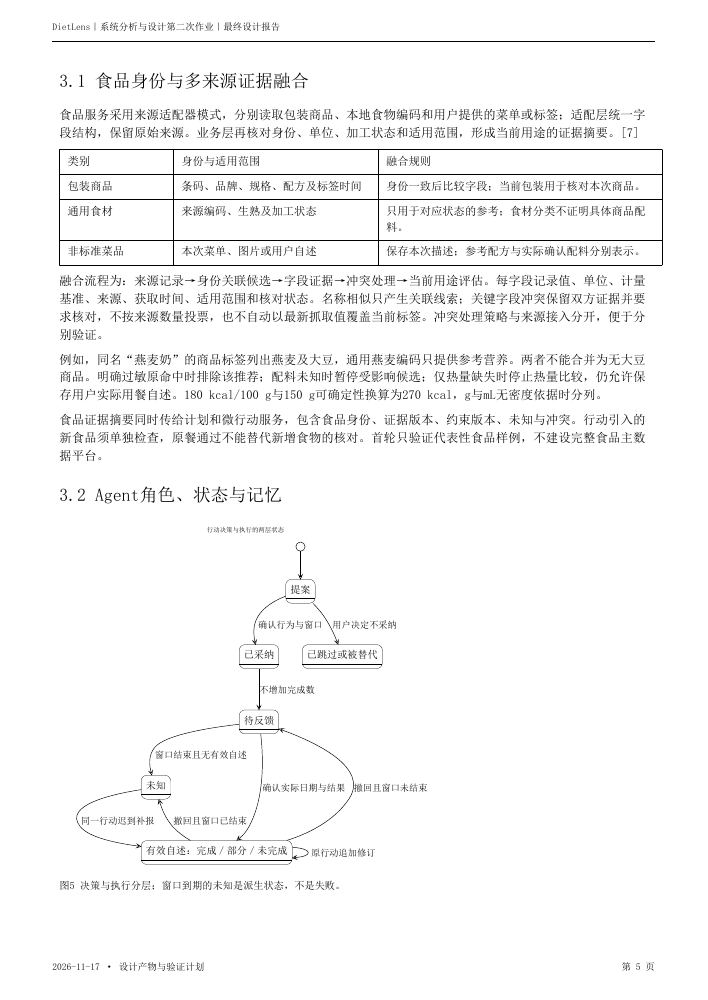 DietLens | 系统分析与设计第二次作业 | 最终设计报告
3.1 食品身份与多来源证据融合
食品服务采用来源适配器模式，分别读取包装商品、本地食物编码和用户提供的菜单或标签；适配层统一字
段结构，保留原始来源。业务层再核对身份、单位、加工状态和适用范围，形成当前用途的证据摘要。[7]
类别
身份与适用范围
融合规则
包装商品
条码、品牌、规格、配方及标签时间
身份一致后比较字段；当前包装用于核对本次商品。
通用食材
来源编码、生熟及加工状态
只用于对应状态的参考；食材分类不证明具体商品配
料。
非标准菜品
本次菜单、图片或用户自述
保存本次描述；参考配方与实际确认配料分别表示。
融合流程为：来源记录→身份关联候选→字段证据→冲突处理→当前用途评估。每字段记录值、单位、计量
基准、来源、获取时间、适用范围和核对状态。名称相似只产生关联线索；关键字段冲突保留双方证据并要
求核对，不按来源数量投票，也不自动以最新抓取值覆盖当前标签。冲突处理策略与来源接入分开，便于分
别验证。
例如，同名“燕麦奶”的商品标签列出燕麦及大豆，通用燕麦编码只提供参考营养。两者不能合并为无大豆
商品。明确过敏原命中时排除该推荐；配料未知时暂停受影响候选；仅热量缺失时停止热量比较，仍允许保
存用户实际用餐自述。180 kcal/100 g与150 g可确定性换算为270 kcal，g与mL无密度依据时分列。
食品证据摘要同时传给计划和微行动服务，包含食品身份、证据版本、约束版本、未知与冲突。行动引入的
新食品须单独检查，原餐通过不能替代新增食物的核对。首轮只验证代表性食品样例，不建设完整食品主数
据平台。
3.2 Agent角色、状态与记忆
行动决策与执行的两层状态
提案
确认行为与窗口
用户决定不采纳
已采纳
已跳过或被替代
不增加完成数
待反馈
窗口结束且无有效自述
未知
确认实际日期与结果
撤回且窗口未结束
同一行动迟到补报
撤回且窗口已结束
有效自述：完成 / 部分 / 未完成
原行动追加修订
图5 决策与执行分层；窗口到期的未知是派生状态，不是失败。
2026-11-17 • 设计产物与验证计划
第 5 页